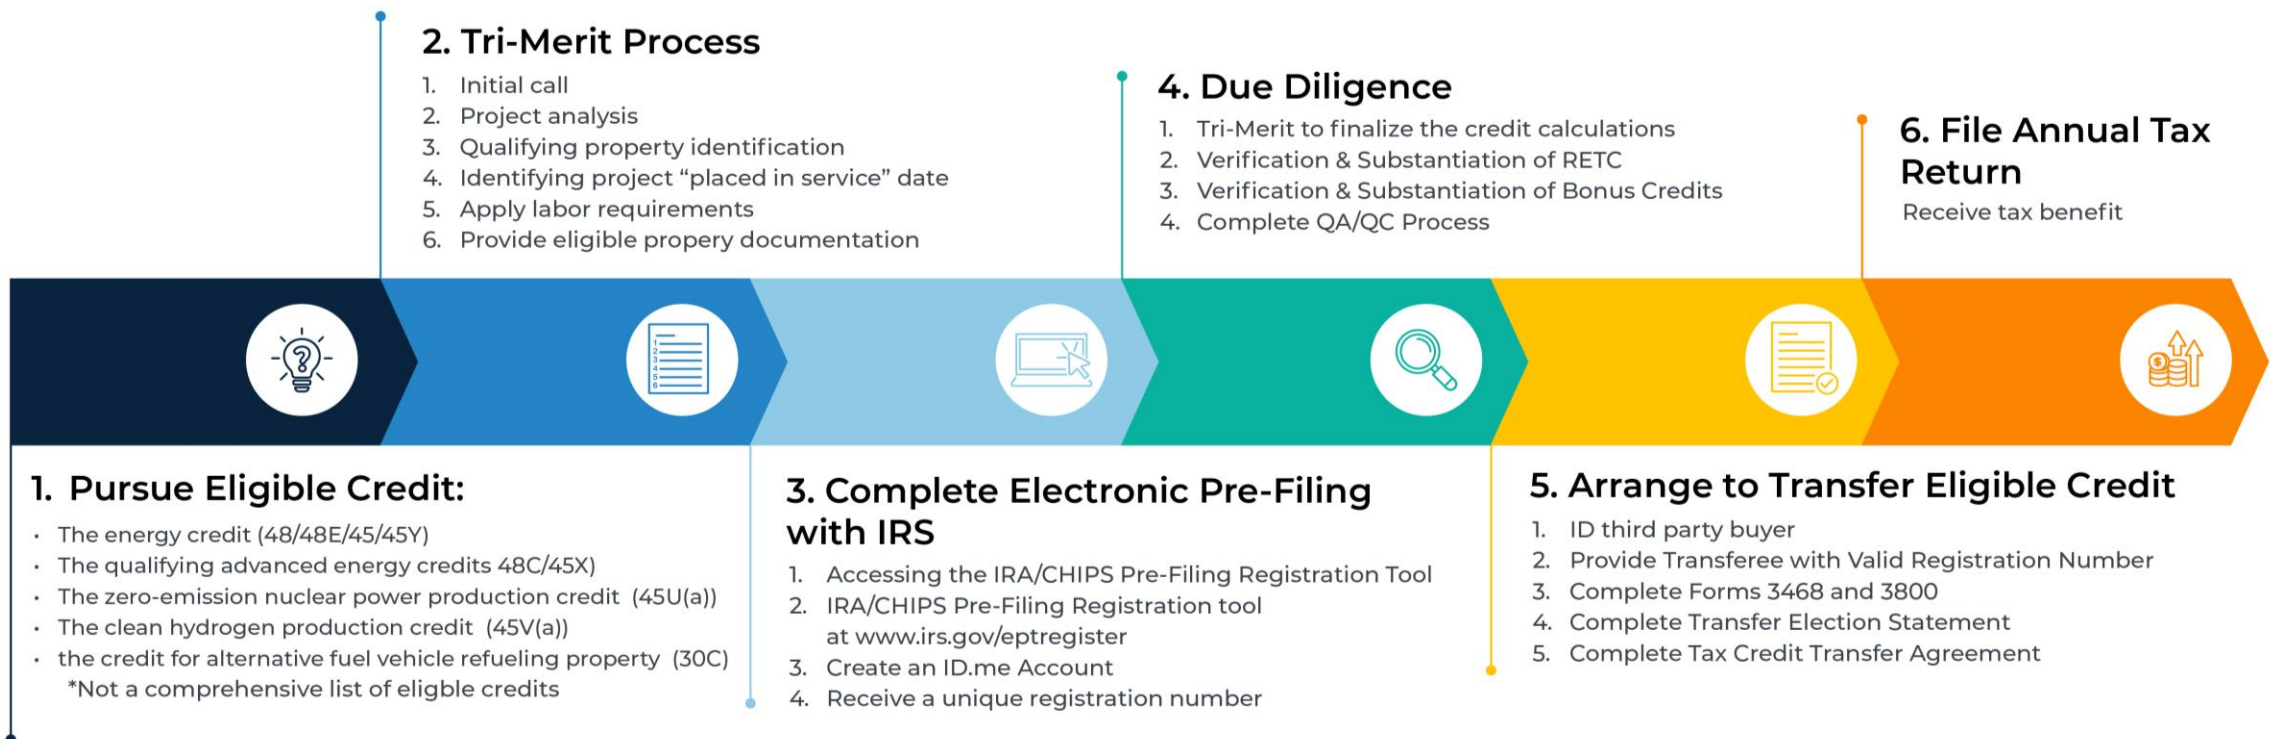 1. Pursue Eligible Credit:
· The energy credit (48/48E/45/45Y)
· The qualifying advanced energy credits 48C/45X)
· The zero-emission nuclear power production credit (45U(a))
· The clean hydrogen production credit (45V(a))
· the credit for alternative fuel vehicle refueling property (30C)
*Not a comprehensive list of eligble credits
2. Tri-Merit Process
1. Initial call
2. Project analysis
3. Qualifying property identification
4. Identifying project “placed in service” date
5. Apply labor requirements
6. Provide eligible propery documentation
1
2
3
4
5
6
3. Complete Electronic Pre-Filing
with IRS
1. Accessing the IRA/CHIPS Pre-Filing Registration Tool
2. IRA/CHIPS Pre-Filing Registration tool
at www.irs.gov/eptregister
3. Create an ID.me Account
4. Receive a unique registration number
4. Due Diligence
1. Tri-Merit to finalize the credit calculations
2. Verification & Substantiation of RETC
3. Verification & Substantiation of Bonus Credits
4. Complete QA/QC Process
5. Arrange to Transfer Eligible Credit
1. ID third party buyer
2. Provide Transferee with Valid Registration Number
3. Complete Forms 3468 and 3800
4. Complete Transfer Election Statement
5. Complete Tax Credit Transfer Agreement
6. File Annual Tax
Return
Receive tax benefit